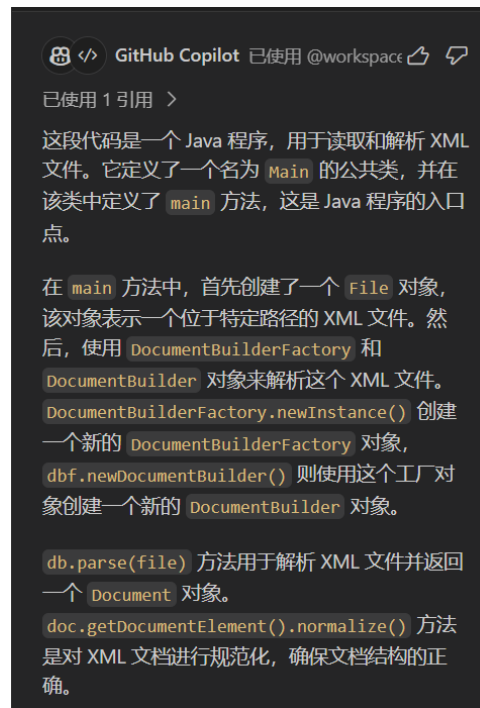 GitHub Copilot 已使用 @workspace
已使用 1 引用
这段代码是一个 Java 程序，用于读取和解析 XML
文件。它定义了一个名为 Main 的公共类，并在
该类中定义了 main 方法，这是 Java 程序的入口
点。
在 main 方法中，首先创建了一个 File 对象，
该对象表示一个位于特定路径的 XML 文件。然
后，使用 DocumentBuilderFactory 和
DocumentBuilder 对象来解析这个 XML 文件。
DocumentBuilderFactory.newInstance() 创建
一个新的 DocumentBuilderFactory 对象，
dbf.newDocumentBuilder() 则使用这个工厂对
象创建一个新的 DocumentBuilder 对象。
db.parse(file) 方法用于解析 XML 文件并返回
一个 Document 对象。
doc.getDocumentElement().normalize() 方法
是对 XML 文档进行规范化，确保文档结构的正
确。